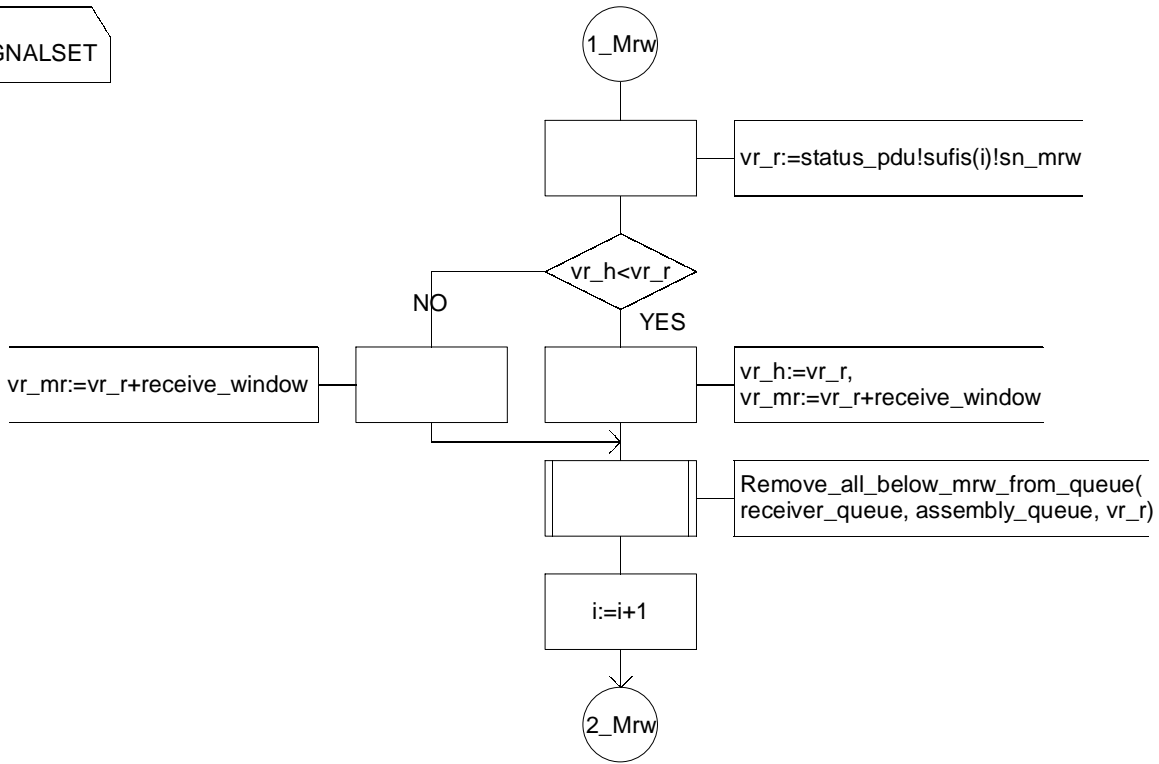 1_Mrw
GNALSET
vr_r:=status_pdu!sufis(i)!sn_mrw
vr_h<vr_r
NO
YES
vr_mr:=vr_r+receive_window
vr_h:=vr_r,
vr_mr:=vr_r+receive_window
Remove_all_below_mrw_from_queue(
receiver_queue, assembly_queue, vr_r)
i:=i+1
2_Mrw